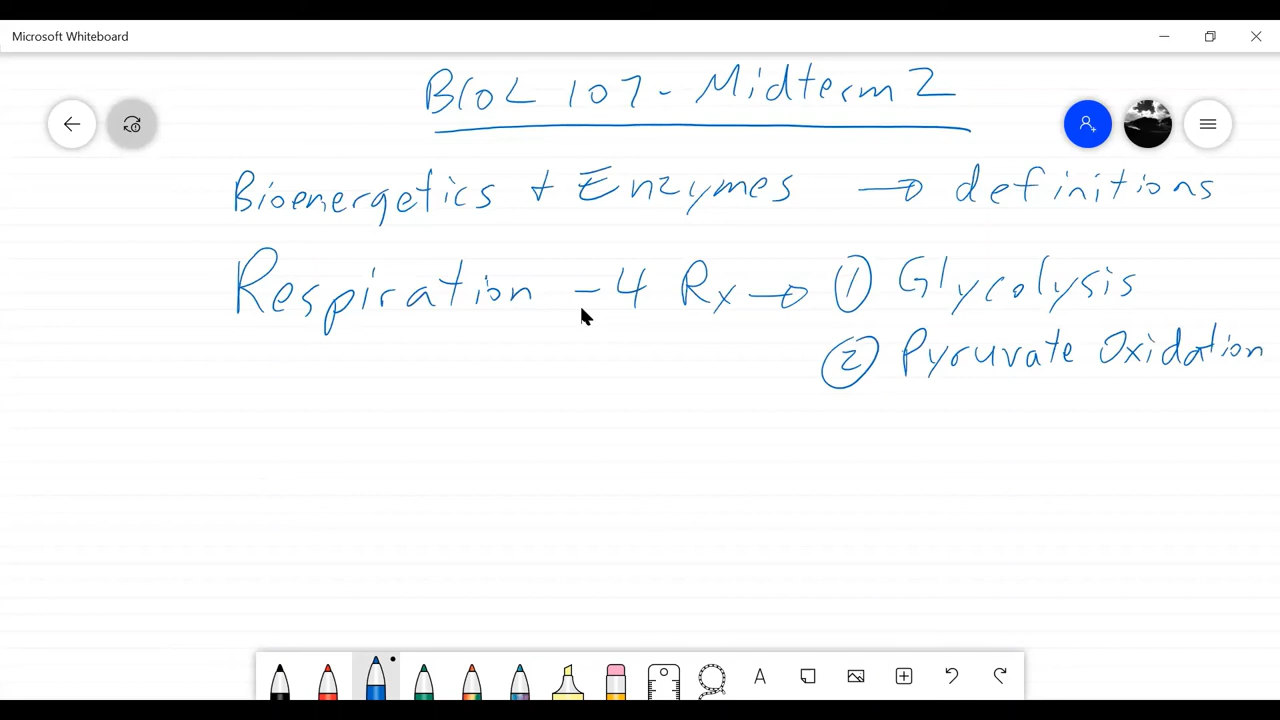 Microsoft Whiteboard
BIOL 107 - Midterm 2
Bioenergetics + Enzymes → definitions
Respiration - 4 Rx → ① Glycolysis
② Pyruvate Oxidation
A